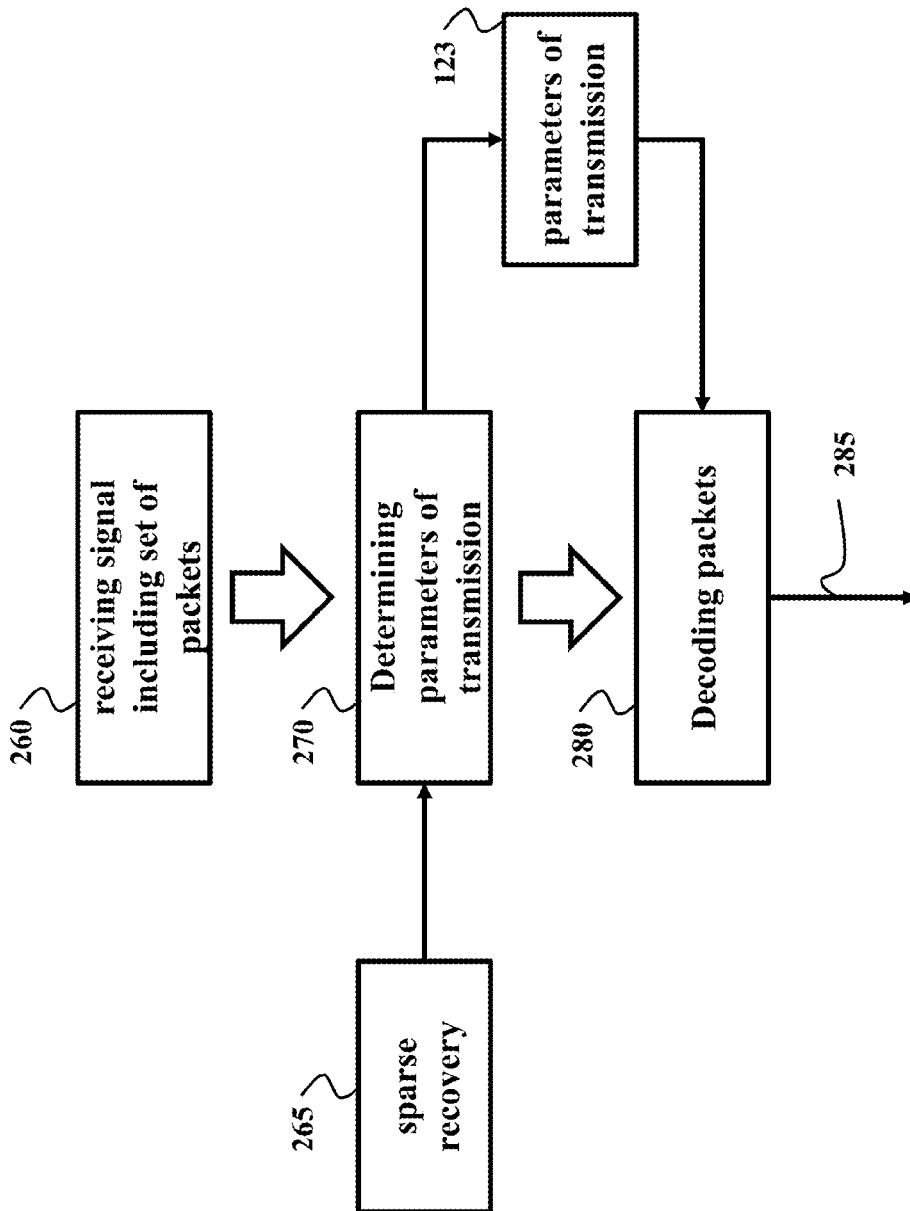 260
receiving signal
including set of
packets
265
sparse
recovery
270
Determining
parameters of
transmission
123
parameters of
transmission
280
Decoding packets
285